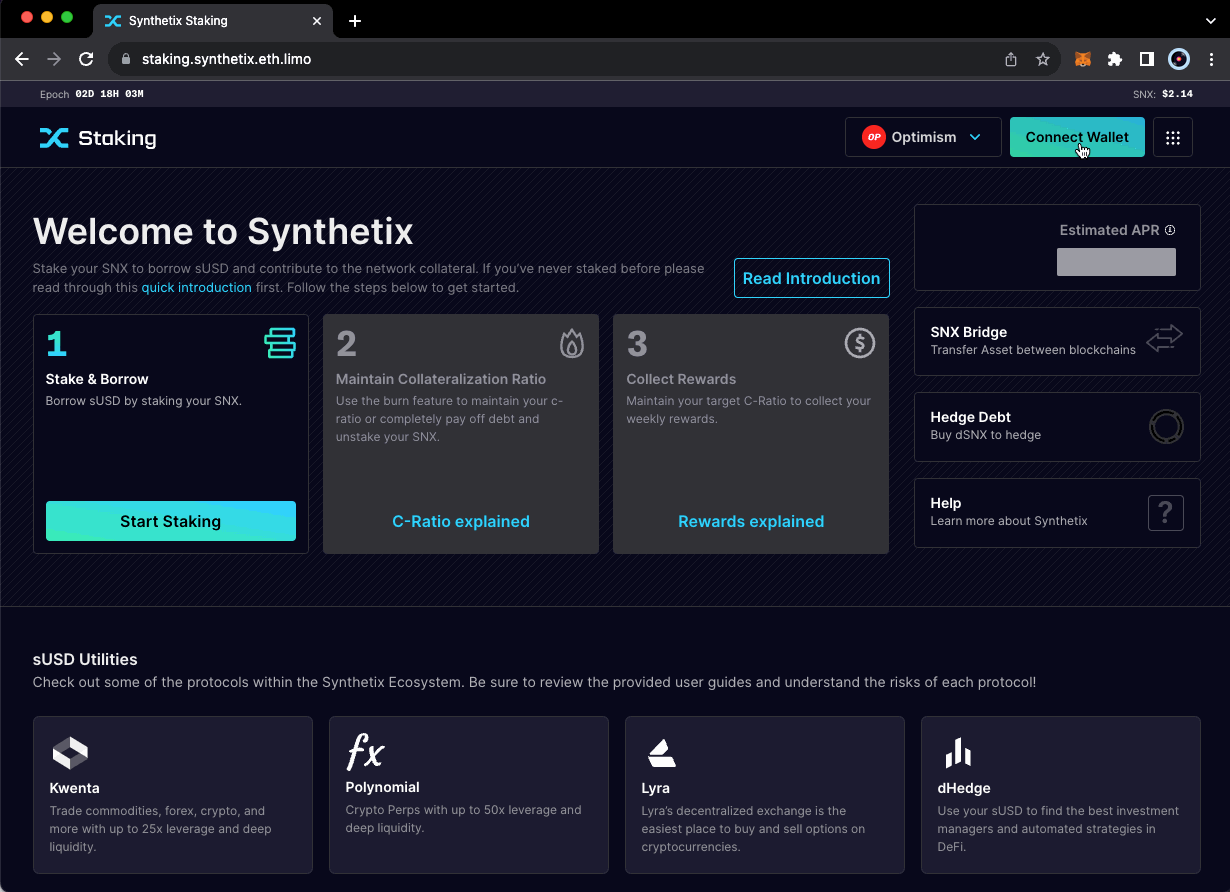 Synthetix Staking
staking.synthetix.eth.limo
Epoch 02D 18H 03M
SNX: $2.14
Staking
OP Optimism
Connect Wallet
Welcome to Synthetix
Stake your SNX to borrow sUSD and contribute to the network collateral. If you've never staked before please
read through this quick introduction first. Follow the steps below to get started.
Read Introduction
Estimated APR
1
Stake & Borrow
Borrow sUSD by staking your SNX.
Start Staking
2
Maintain Collateralization Ratio
Use the burn feature to maintain your c-
ratio or completely pay off debt and
unstake your SNX.
C-Ratio explained
3
$
Collect Rewards
Maintain your target C-Ratio to collect your
weekly rewards.
Rewards explained
SNX Bridge
Transfer Asset between blockchains
Hedge Debt
Buy dSNX to hedge
Help
Learn more about Synthetix
?
sUSD Utilities
Check out some of the protocols within the Synthetix Ecosystem. Be sure to review the provided user guides and understand the risks of each protocol!
Kwenta
Trade commodities, forex, crypto, and
more with up to 25x leverage and deep
liquidity.
fx
Polynomial
Crypto Perps with up to 50x leverage and
deep liquidity.
Lyra
Lyra's decentralized exchange is the
easiest place to buy and sell options on
cryptocurrencies.
dHedge
Use your sUSD to find the best investment
managers and automated strategies in
DeFi.